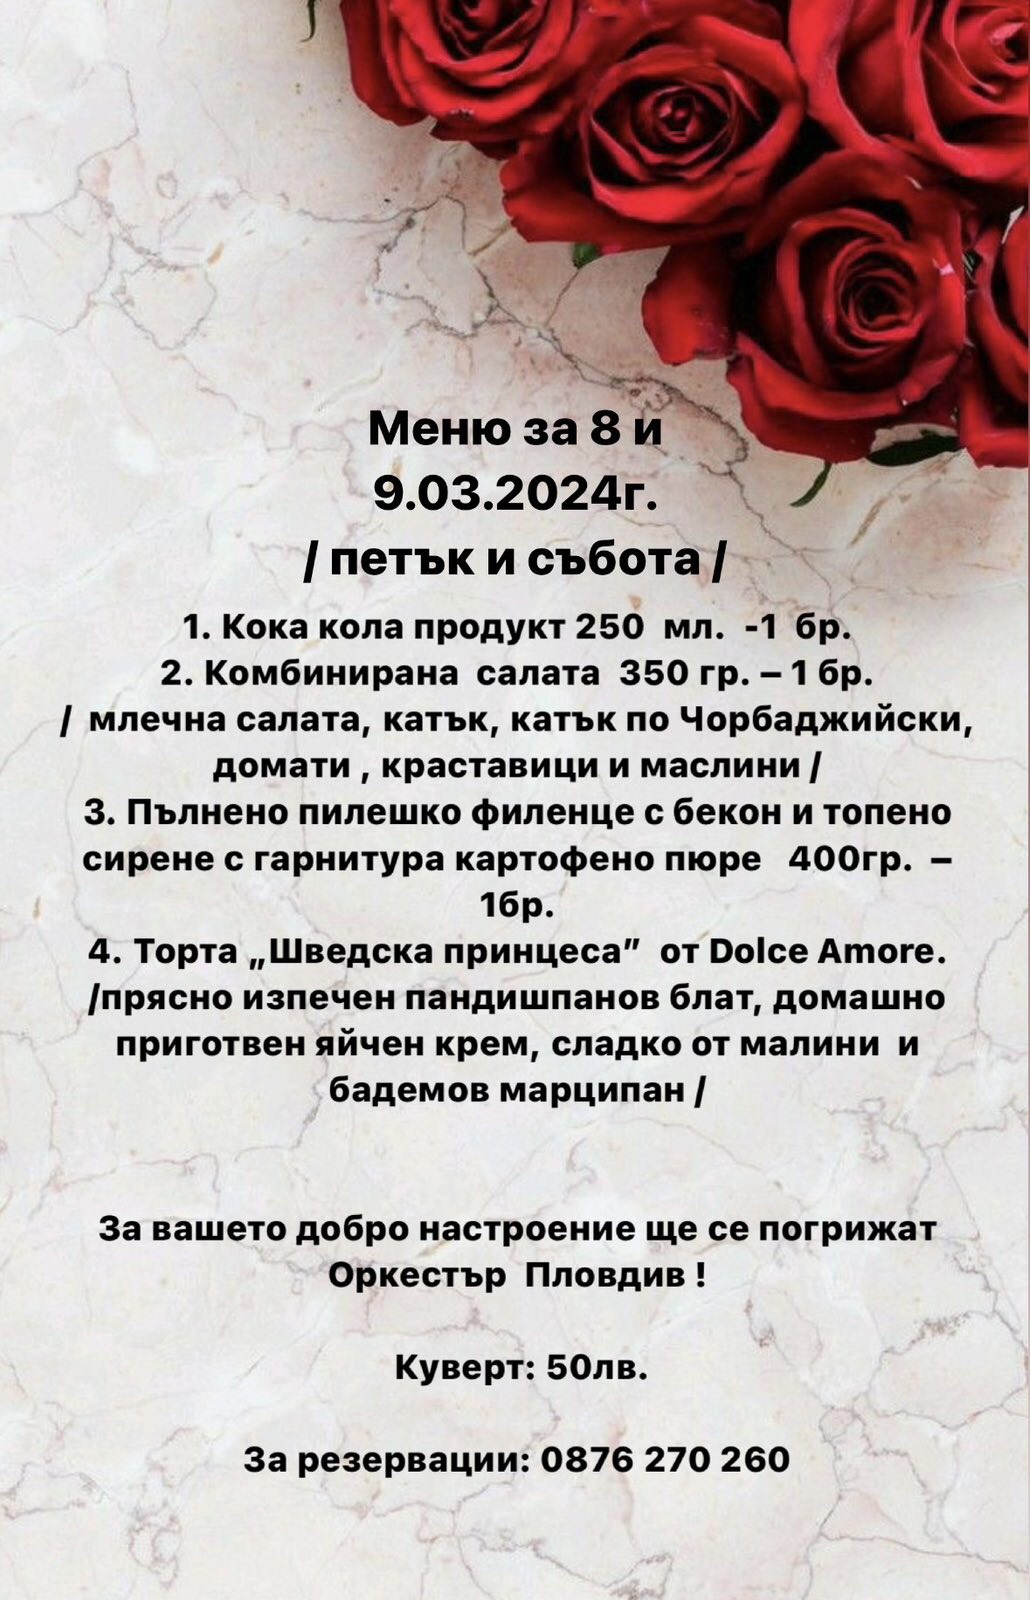 Меню за 8 и
9.03.2024г.
/ петък и събота /
1. Кока кола продукт 250 мл. -1 бр.
2. Комбинирана салата 350 гр. – 1 бр.
/ млечна салата, катък, катък по Чорбаджийски,
домати , краставици и маслини /
3. Пълнено пилешко филенце с бекон и топено
сирене с гарнитура картофено пюре 400гр. –
1бр.
4. Торта „Шведска принцеса” от Dolce Amore.
/прясно изпечен пандишпанов блат, домашно
приготвен яйчен крем, сладко от малини и
бадемов марципан /
За вашето добро настроение ще се погрижат
Оркестър Пловдив !
Куверт: 50лв.
За резервации: 0876 270 260